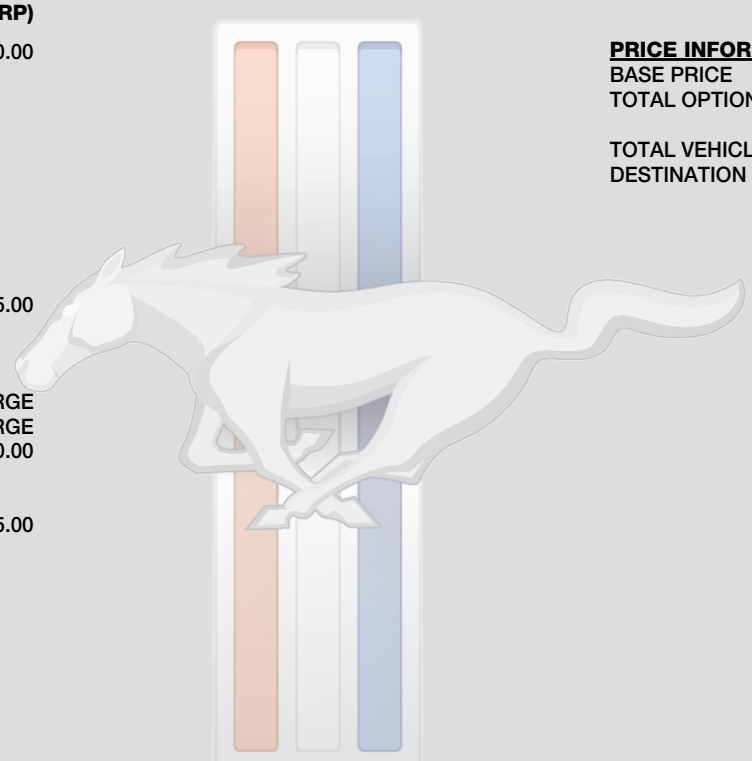 RP)
0.00
5.00
RGE
RGE
0.00
5.00
PRICE INFOR
BASE PRICE
TOTAL OPTION
TOTAL VEHICL
DESTINATION